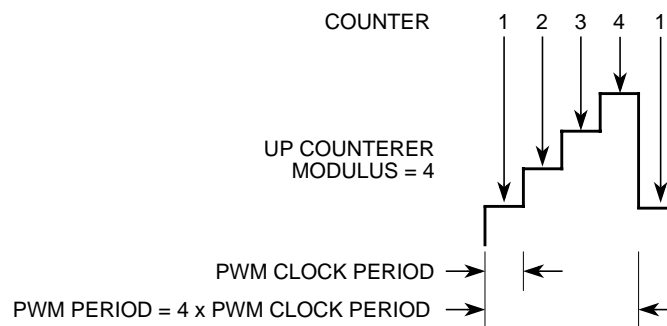 COUNTER 1 2 3 4 1
UP COUNTERER
MODULUS = 4
PWM CLOCK PERIOD
PWM PERIOD = 4 x PWM CLOCK PERIOD